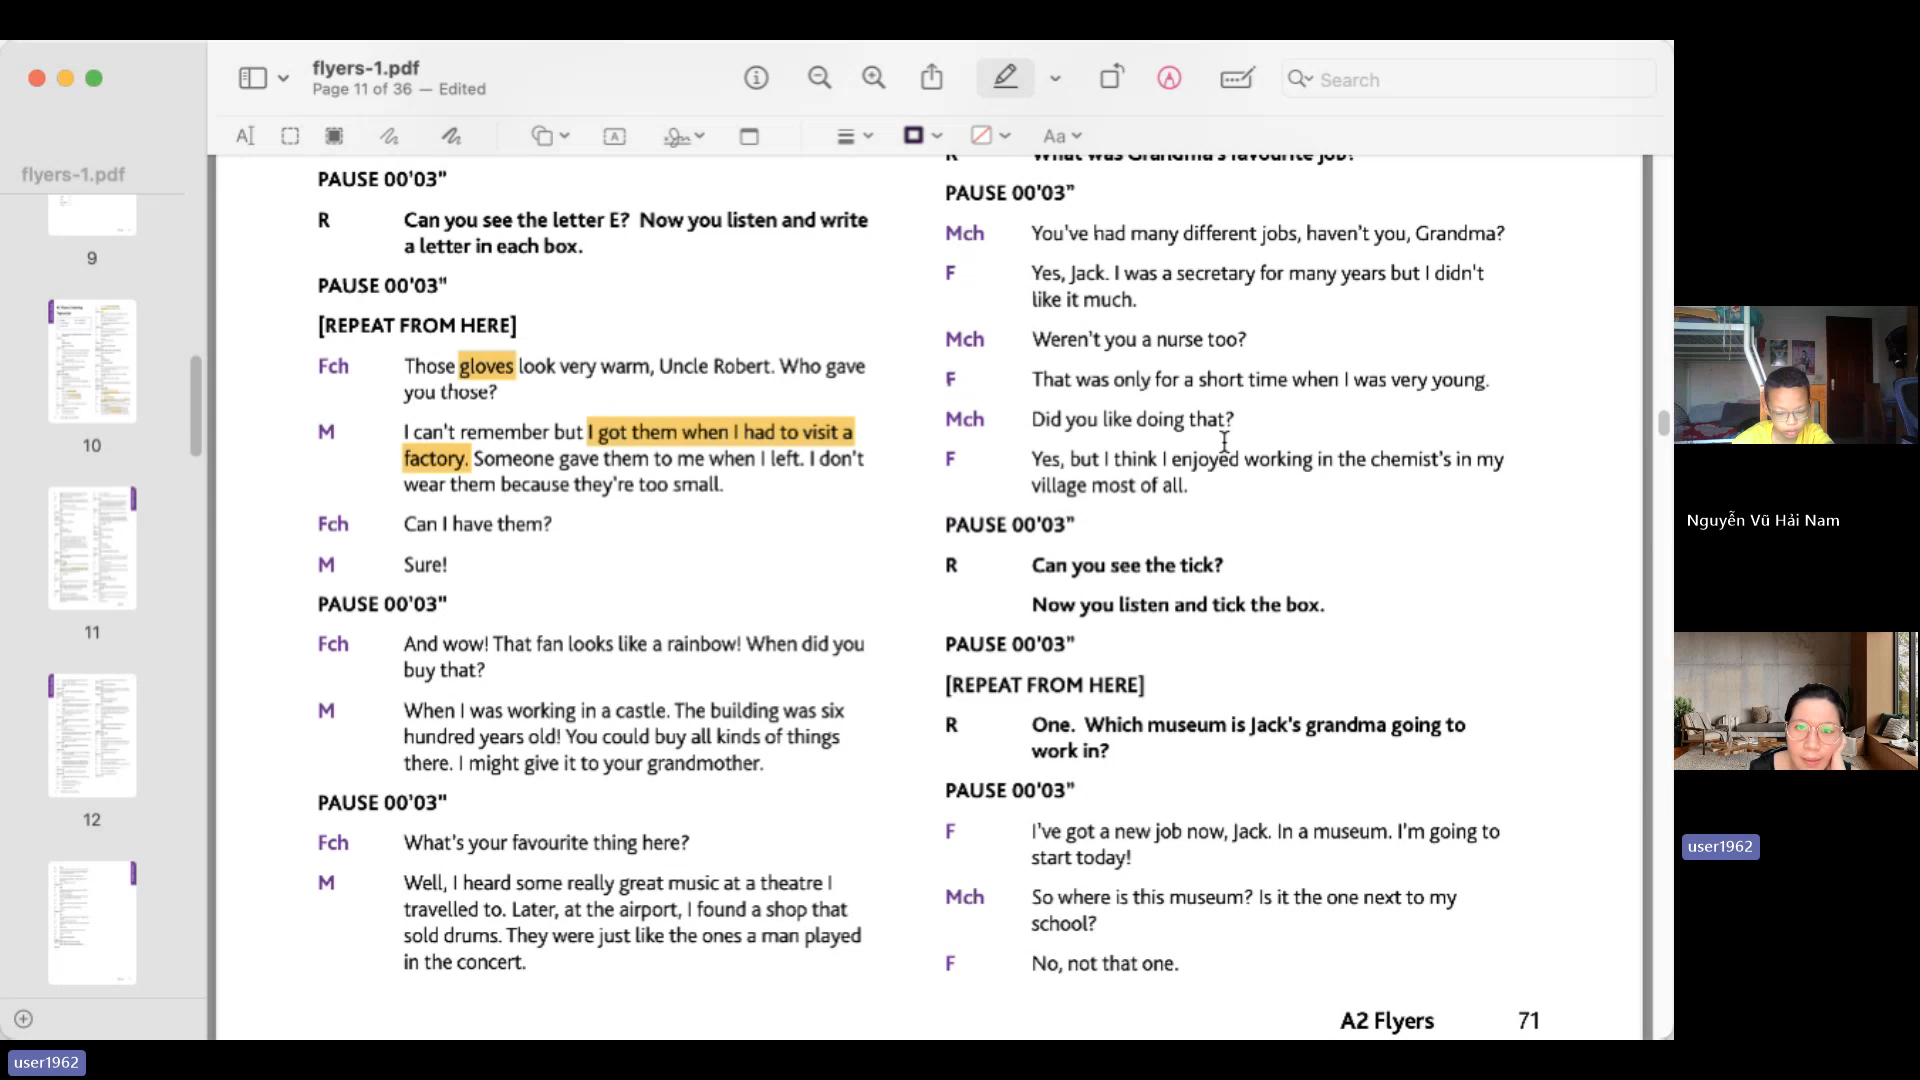 flyers-1.pdf
Page 11 of 36 — Edited
Search
Aa
flyers-1.pdf
9
10
11
12
PAUSE 00'03"
R Can you see the letter E? Now you listen and write
a letter in each box.
PAUSE 00'03"
[REPEAT FROM HERE]
Fch Those gloves look very warm, Uncle Robert. Who gave
you those?
M I can't remember but I got them when I had to visit a
factory. Someone gave them to me when I left. I don't
wear them because they're too small.
Fch Can I have them?
M Sure!
PAUSE 00'03"
Fch And wow! That fan looks like a rainbow! When did you
buy that?
M When I was working in a castle. The building was six
hundred years old! You could buy all kinds of things
there. I might give it to your grandmother.
PAUSE 00'03"
Fch What's your favourite thing here?
M Well, I heard some really great music at a theatre I
travelled to. Later, at the airport, I found a shop that
sold drums. They were just like the ones a man played
in the concert.
R What was Grandma's favourite job?
PAUSE 00'03"
Mch You've had many different jobs, haven't you, Grandma?
F Yes, Jack. I was a secretary for many years but I didn't
like it much.
Mch Weren't you a nurse too?
F That was only for a short time when I was very young.
Mch Did you like doing that?
F Yes, but I think I enjoyed working in the chemist's in my
village most of all.
PAUSE 00'03"
R Can you see the tick?
Now you listen and tick the box.
PAUSE 00'03"
[REPEAT FROM HERE]
R One. Which museum is Jack's grandma going to
work in?
PAUSE 00'03"
F I've got a new job now, Jack. In a museum. I'm going to
start today!
Mch So where is this museum? Is it the one next to my
school?
F No, not that one.
A2 Flyers 71
Nguyễn Vũ Hải Nam
user1962
user1962